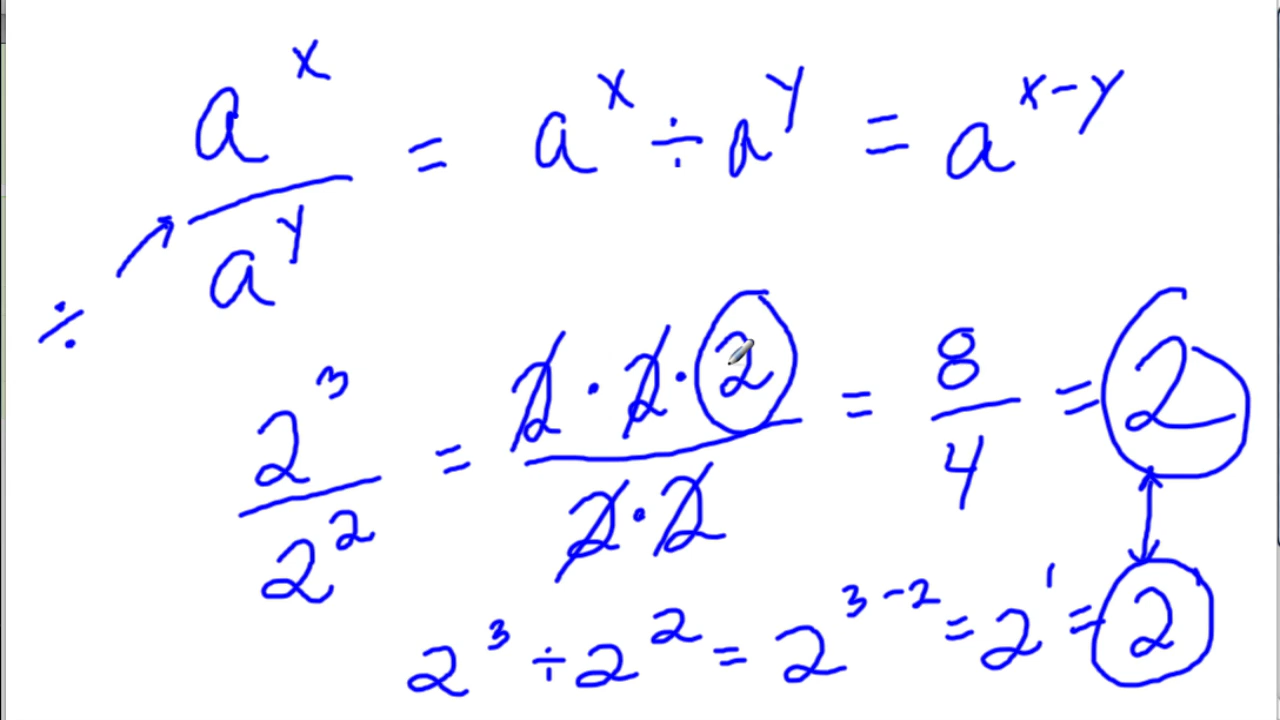 a^x / a^y = a^x ÷ a^y = a^(x-y)
÷
2^3 / 2^2 = 2 · 2 · 2 / 2 · 2 = 8 / 4 = 2
2^3 ÷ 2^2 = 2^(3-2) = 2^1 = 2